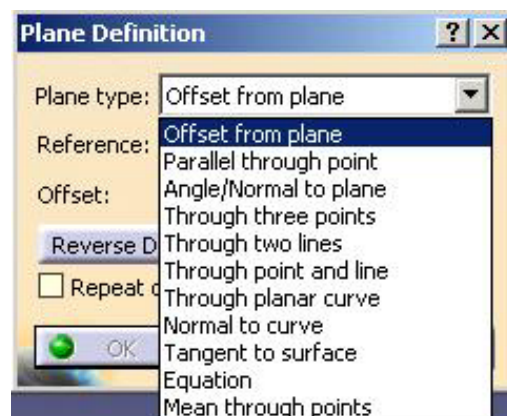 Plane Definition ? X
Plane type: Offset from plane
Offset from plane
Reference:
Parallel through point
Angle/Normal to plane
Offset:
Through three points
Reverse D
Through two lines
Through point and line
Repeat
Through planar curve
Normal to curve
OK
Tangent to surface
Equation
Mean through points